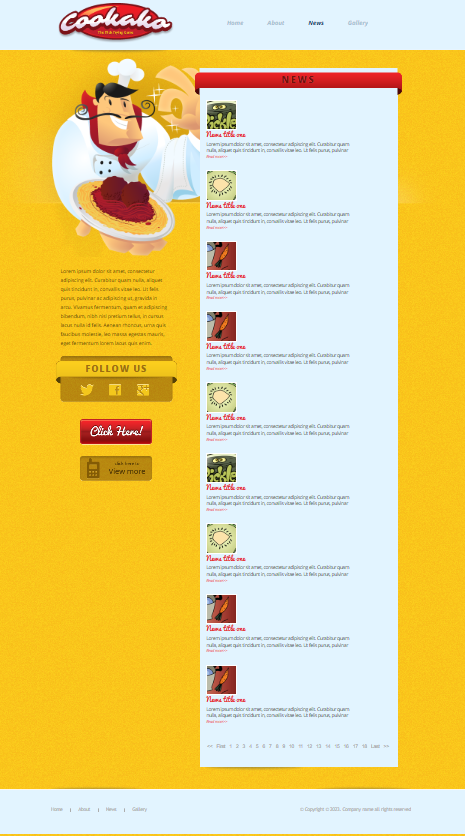 Cookaka
Home About News Gallery
NEWS
News title one
Lorem ipsum dolor sit amet, consectetur adipiscing elit. Curabitur quam
nulla, aliquet quis tincidunt in, convallis vitae leo. Ut felis purus, pulvinar
Read more>>
News title one
Lorem ipsum dolor sit amet, consectetur adipiscing elit. Curabitur quam
nulla, aliquet quis tincidunt in, convallis vitae leo. Ut felis purus, pulvinar
Read more>>
News title one
Lorem ipsum dolor sit amet, consectetur adipiscing elit. Curabitur quam
nulla, aliquet quis tincidunt in, convallis vitae leo. Ut felis purus, pulvinar
Read more>>
News title one
Lorem ipsum dolor sit amet, consectetur adipiscing elit. Curabitur quam
nulla, aliquet quis tincidunt in, convallis vitae leo. Ut felis purus, pulvinar
Read more>>
News title one
Lorem ipsum dolor sit amet, consectetur adipiscing elit. Curabitur quam
nulla, aliquet quis tincidunt in, convallis vitae leo. Ut felis purus, pulvinar
Read more>>
News title one
Lorem ipsum dolor sit amet, consectetur adipiscing elit. Curabitur quam
nulla, aliquet quis tincidunt in, convallis vitae leo. Ut felis purus, pulvinar
Read more>>
News title one
Lorem ipsum dolor sit amet, consectetur adipiscing elit. Curabitur quam
nulla, aliquet quis tincidunt in, convallis vitae leo. Ut felis purus, pulvinar
Read more>>
News title one
Lorem ipsum dolor sit amet, consectetur adipiscing elit. Curabitur quam
nulla, aliquet quis tincidunt in, convallis vitae leo. Ut felis purus, pulvinar
Read more>>
News title one
Lorem ipsum dolor sit amet, consectetur adipiscing elit. Curabitur quam
nulla, aliquet quis tincidunt in, convallis vitae leo. Ut felis purus, pulvinar
Read more>>
<< First 1 2 3 4 5 6 7 8 9 10 11 12 13 14 15 16 17 18 Last >>
Lorem ipsum dolor sit amet, consectetur
adipiscing elit. Curabitur quam nulla, aliquet
quis tincidunt in, convallis vitae leo. Ut felis
purus, pulvinar ac adipiscing ut, gravida in
arcu. Vivamus fermentum, quam et adipiscing
bibendum, nibh nisl pretium tellus, in cursus
lacus nulla id felis. Aenean rhoncus, urna quis
faucibus molestie, leo massa egestas mauris,
eget fermentum lorem lacus quis enim.
FOLLOW US
Click Here!
click here to
View more
Home | About | News | Gallery
© Copyright © 2023. Company name all rights reserved